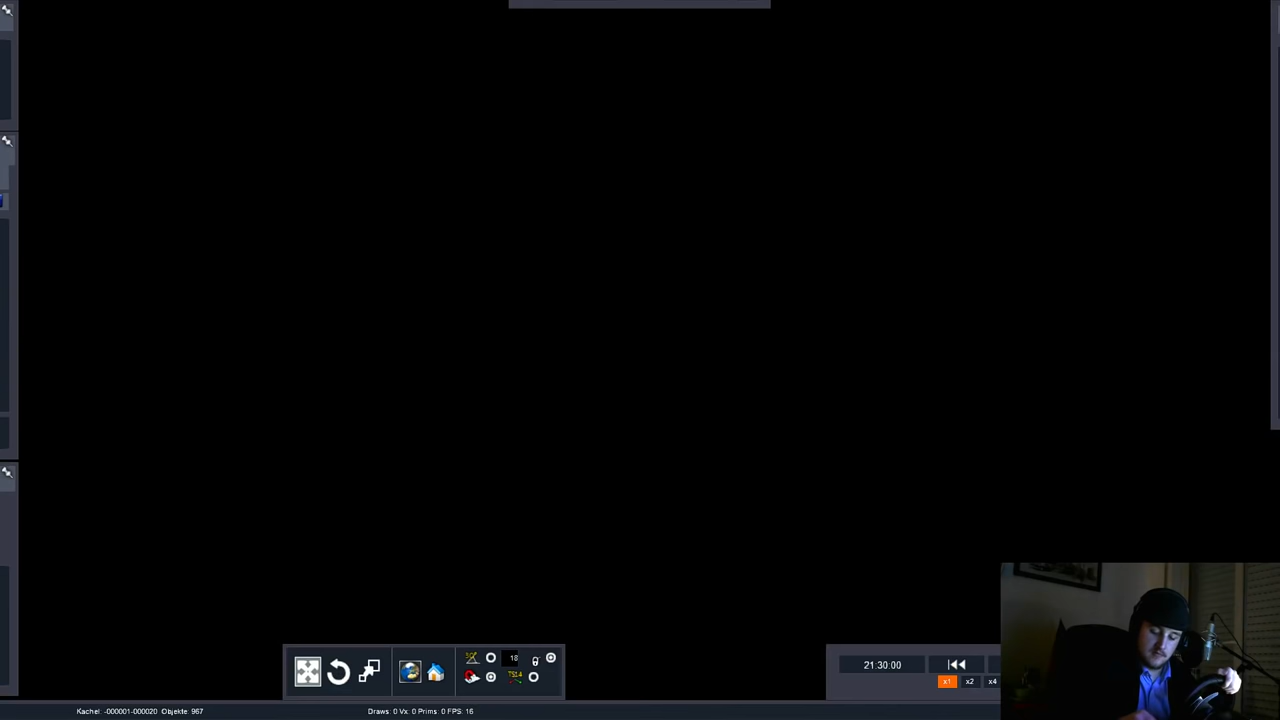 18
TS14
21:30:00
x1 x2 x4
Kachel: -000001-000020 Objekte: 967
Draws: 0 Vx: 0 Prims: 0 FPS: 16